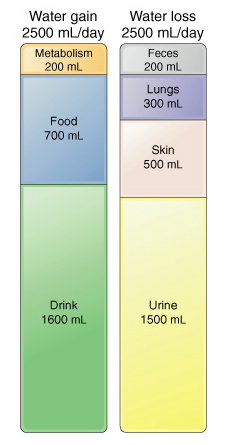 Water gain
2500 mL/day
Metabolism
200 mL
Food
700 mL
Drink
1600 mL
Water loss
2500 mL/day
Feces
200 mL
Lungs
300 mL
Skin
500 mL
Urine
1500 mL